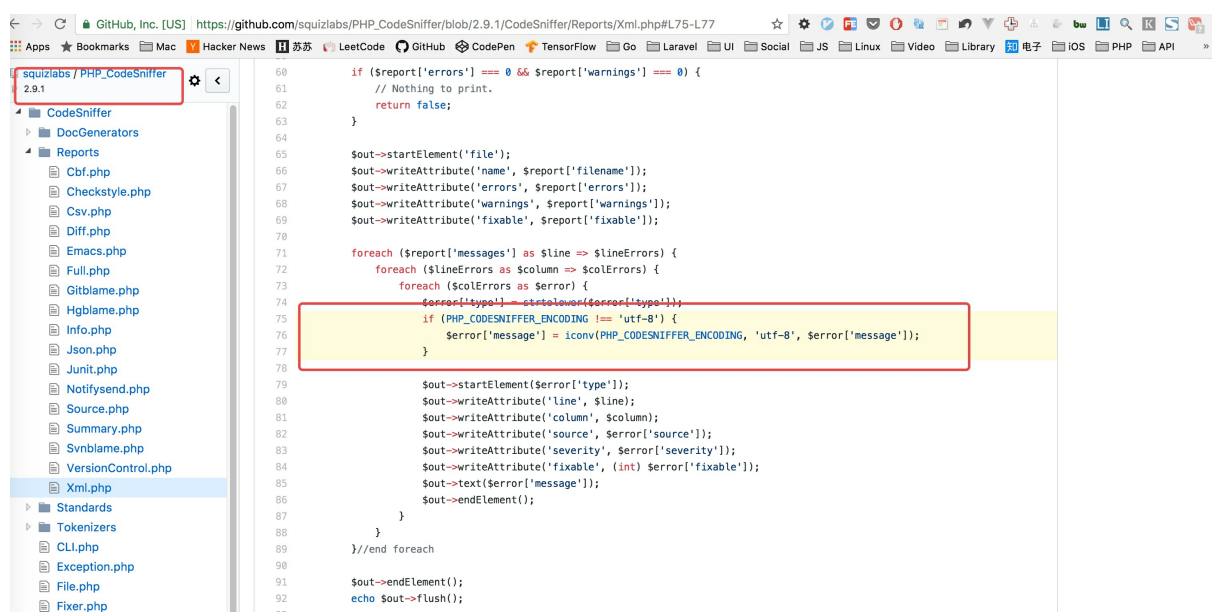 GitHub, Inc. [US] https://github.com/squizlabs/PHP_CodeSniffer/blob/2.9.1/CodeSniffer/Reports/Xml.php#L75-L77
Apps Bookmarks Mac Hacker News 苏苏 LeetCode GitHub CodePen TensorFlow Go Laravel UI Social JS Linux Video Library 电子 iOS PHP API »
squizlabs / PHP_CodeSniffer
2.9.1
CodeSniffer
DocGenerators
Reports
Cbf.php
Checkstyle.php
Csv.php
Diff.php
Emacs.php
Full.php
Gitblame.php
Hgblame.php
Info.php
Json.php
Junit.php
Notifysend.php
Source.php
Summary.php
Svnblame.php
VersionControl.php
Xml.php
Standards
Tokenizers
CLI.php
Exception.php
File.php
Fixer.php
60 if ($report['errors'] === 0 && $report['warnings'] === 0) {
61 // Nothing to print.
62 return false;
63 }
64
65 $out->startElement('file');
66 $out->writeAttribute('name', $report['filename']);
67 $out->writeAttribute('errors', $report['errors']);
68 $out->writeAttribute('warnings', $report['warnings']);
69 $out->writeAttribute('fixable', $report['fixable']);
70
71 foreach ($report['messages'] as $line => $lineErrors) {
72 foreach ($lineErrors as $column => $colErrors) {
73 foreach ($colErrors as $error) {
74 $error['type'] = strtolower($error['type']);
75 if (PHP_CODESNIFFER_ENCODING !== 'utf-8') {
76 $error['message'] = iconv(PHP_CODESNIFFER_ENCODING, 'utf-8', $error['message']);
77 }
78
79 $out->startElement($error['type']);
80 $out->writeAttribute('line', $line);
81 $out->writeAttribute('column', $column);
82 $out->writeAttribute('source', $error['source']);
83 $out->writeAttribute('severity', $error['severity']);
84 $out->writeAttribute('fixable', (int) $error['fixable']);
85 $out->text($error['message']);
86 $out->endElement();
87 }
88 }
89 }//end foreach
90
91 $out->endElement();
92 echo $out->flush();